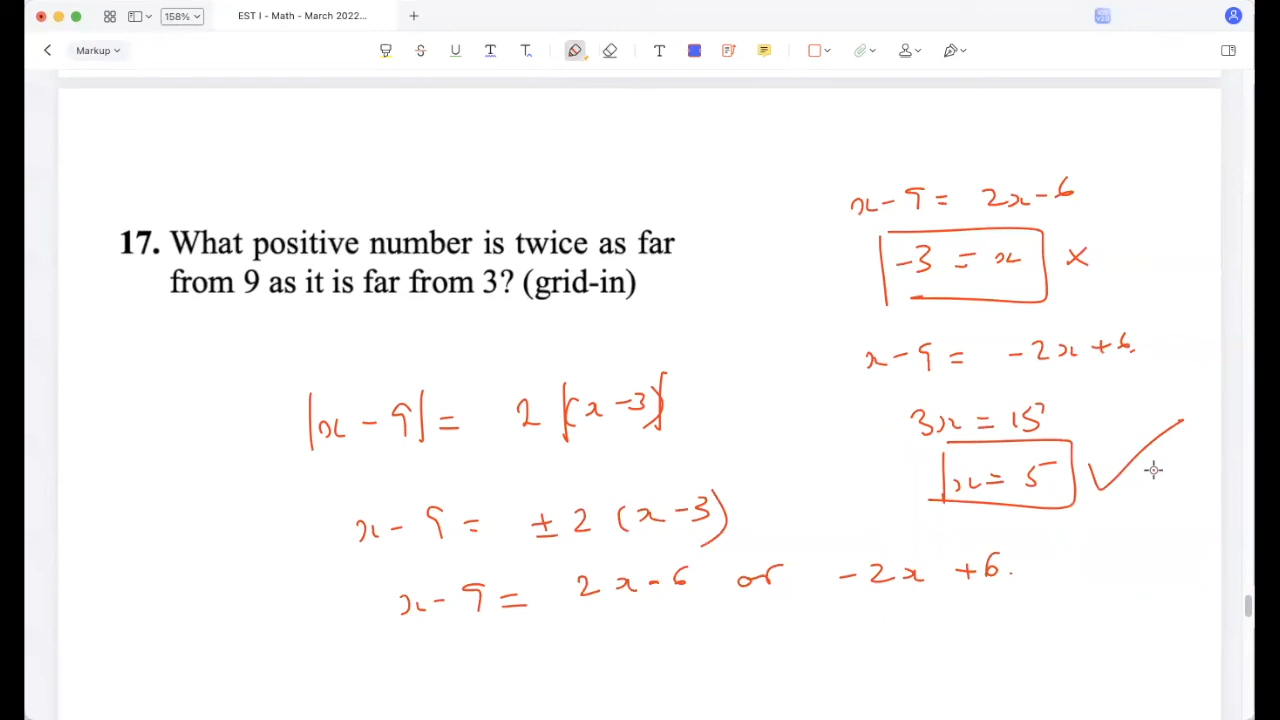 158%
EST I - Math - March 2022...
Markup
17. What positive number is twice as far
from 9 as it is far from 3? (grid-in)
|x - 9| = 2 |(x - 3)|
x - 9 = ± 2 (x - 3)
x - 9 = 2x - 6 or - 2x + 6.
x - 9 = 2x - 6
-3 = x ×
x - 9 = - 2x + 6.
3x = 15
x = 5 ✓